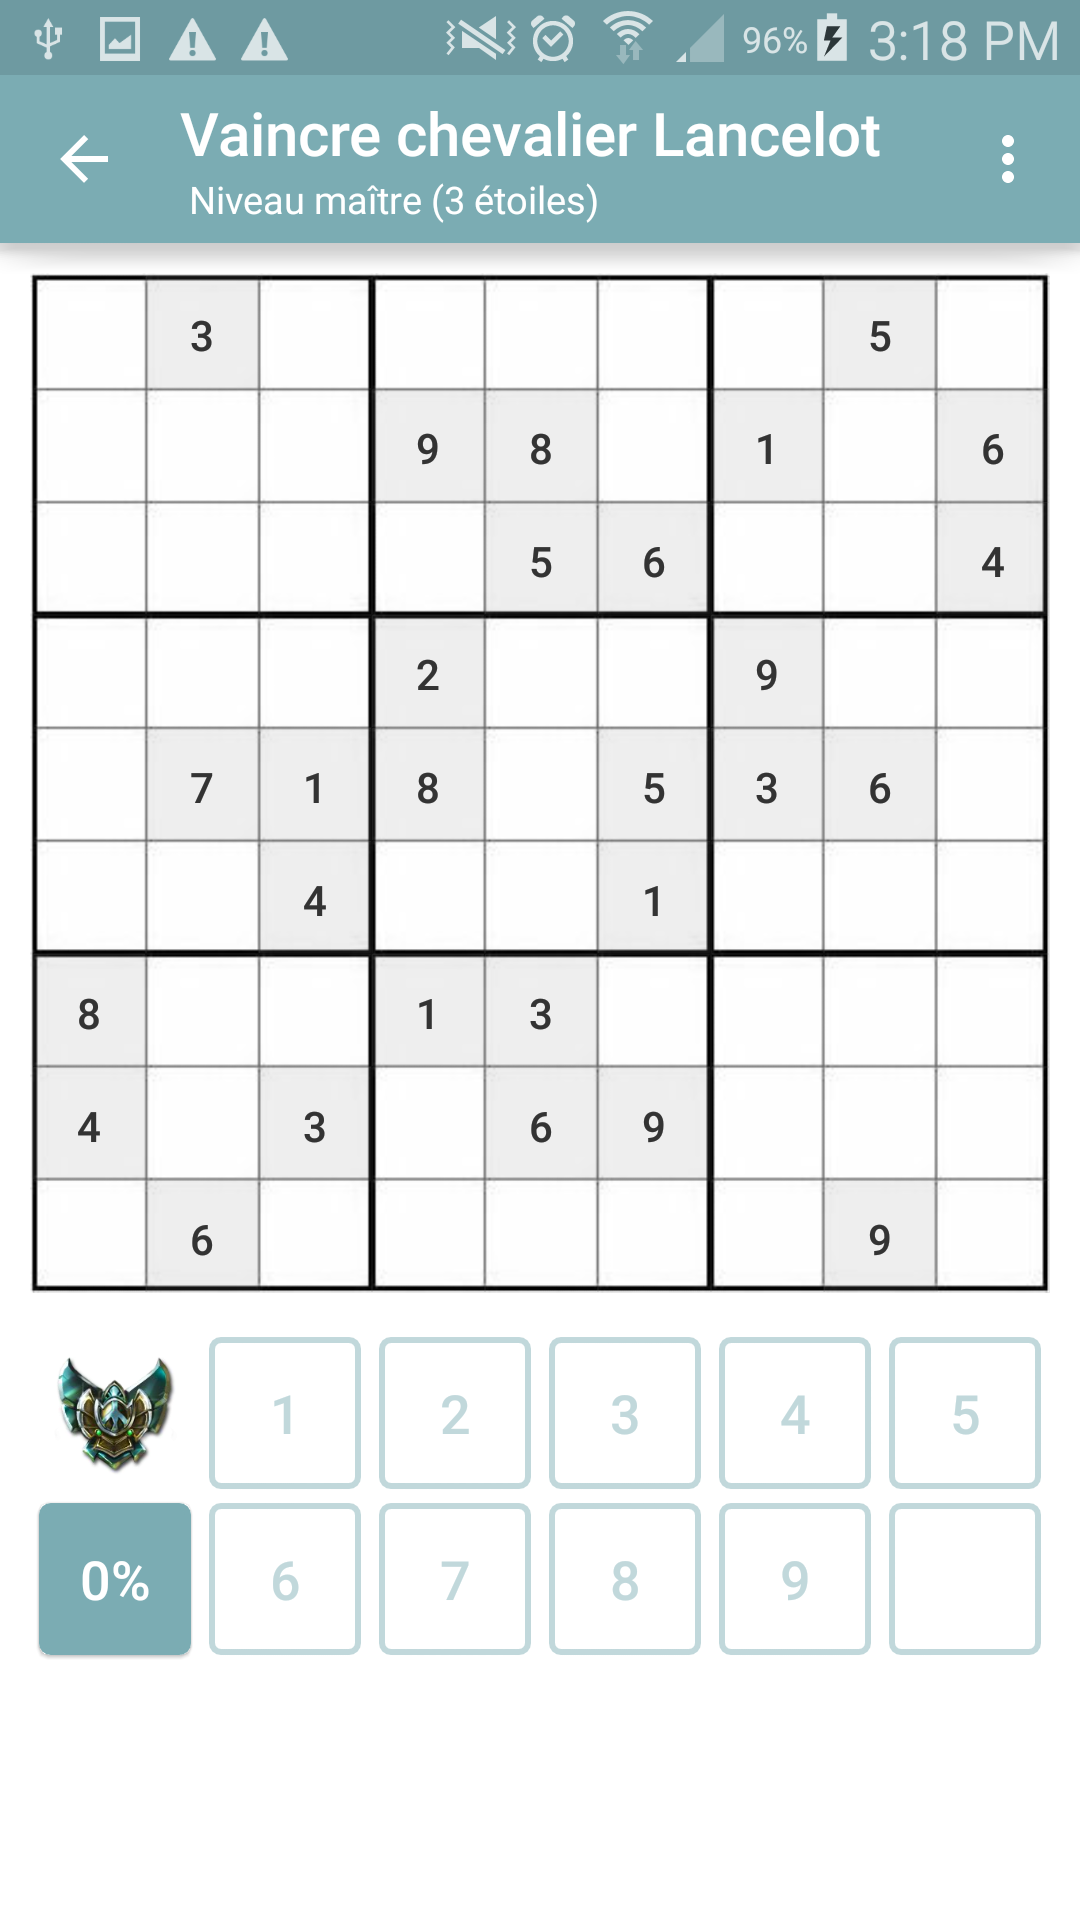 96% 3:18 PM
Vaincre chevalier Lancelot
Niveau maître (3 étoiles)
3 5
9 8 1 6
5 6 4
2 9
7 1 8 5 3 6
4 1
8 1 3
4 3 6 9
6 9
1 2 3 4 5
0% 6 7 8 9